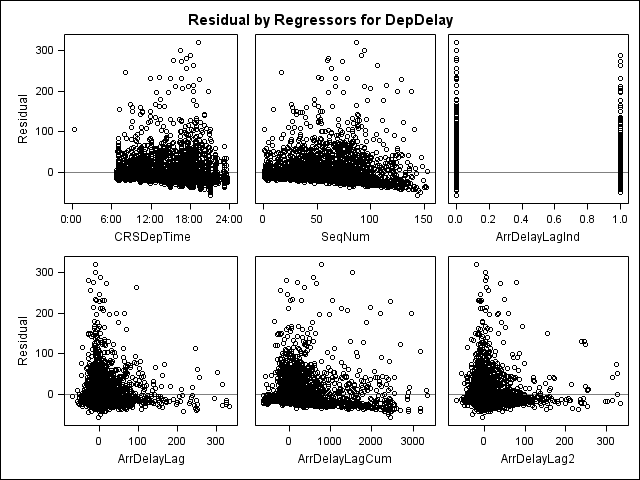 Residual by Regressors for DepDelay
300
200
100
0
Residual
0:00 6:00 12:00 18:00 24:00
CRSDepTime
0 50 100 150
SeqNum
0.0 0.2 0.4 0.6 0.8 1.0
ArrDelayLagInd
300
200
100
0
Residual
0 100 200 300
ArrDelayLag
0 1000 2000 3000
ArrDelayLagCum
0 100 200 300
ArrDelayLag2